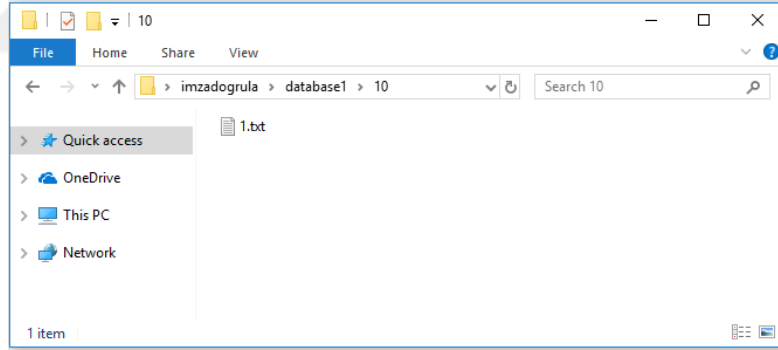 10
File Home Share View
imzadogrula > database1 > 10 Search 10
1.txt
Quick access
OneDrive
This PC
Network
1 item